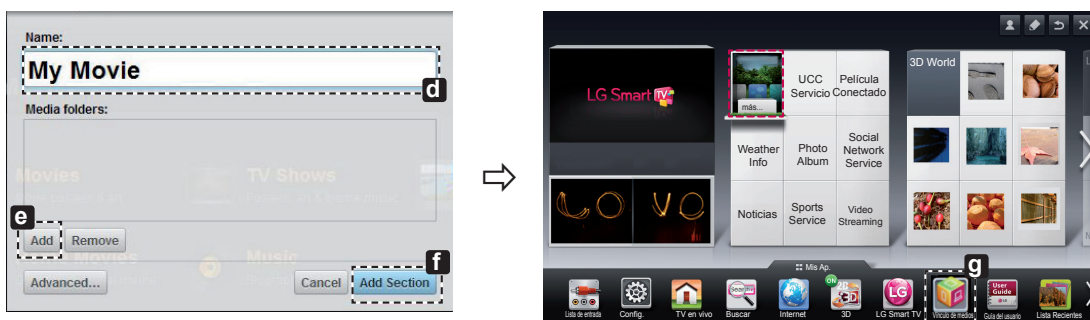 Name:
My Movie
d
Media folders:
Movies
TV Shows
e
Add
Remove
Music
f
Advanced...
Cancel
Add Section
LG Smart TV
más...
UCC
Servicio
Película
Conectado
3D World
Weather
Info
Photo
Album
Social
Network
Service
Noticias
Sports
Service
Video
Streaming
Mis Ap.
g
Lista de entrada
Config.
TV en vivo
Search
Buscar
Internet
ON
2D
3D
3D
LG
LG Smart TV
Vínculo de medios
User
Guide
LG
Guía del usuario
Lista Recientes